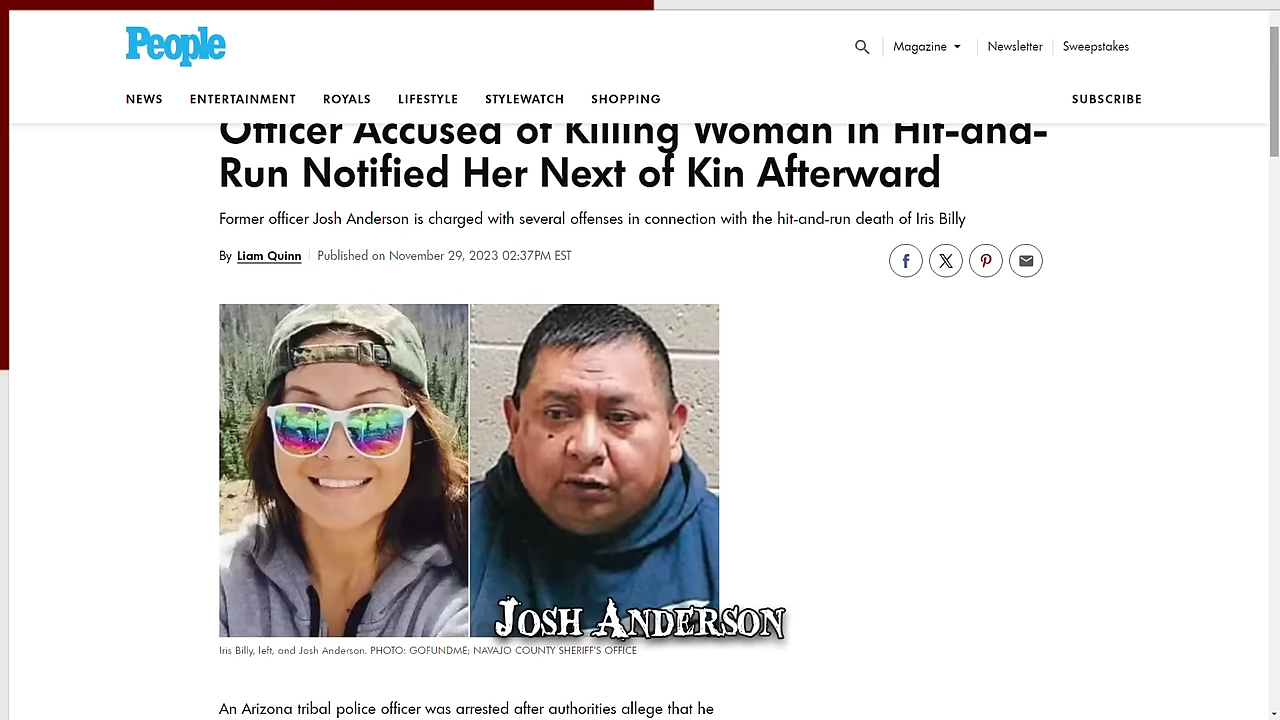 People
Magazine
Newsletter
Sweepstakes
NEWS
ENTERTAINMENT
ROYALS
LIFESTYLE
STYLEWATCH
SHOPPING
SUBSCRIBE
Officer Accused of Killing Woman in Hit-and-
Run Notified Her Next of Kin Afterward
Former officer Josh Anderson is charged with several offenses in connection with the hit-and-run death of Iris Billy
By Liam Quinn
Published on November 29, 2023 02:37PM EST
JOSH ANDERSON
Iris Billy, left, and Josh Anderson. PHOTO: GOFUNDME; NAVAJO COUNTY SHERIFF'S OFFICE
An Arizona tribal police officer was arrested after authorities allege that he